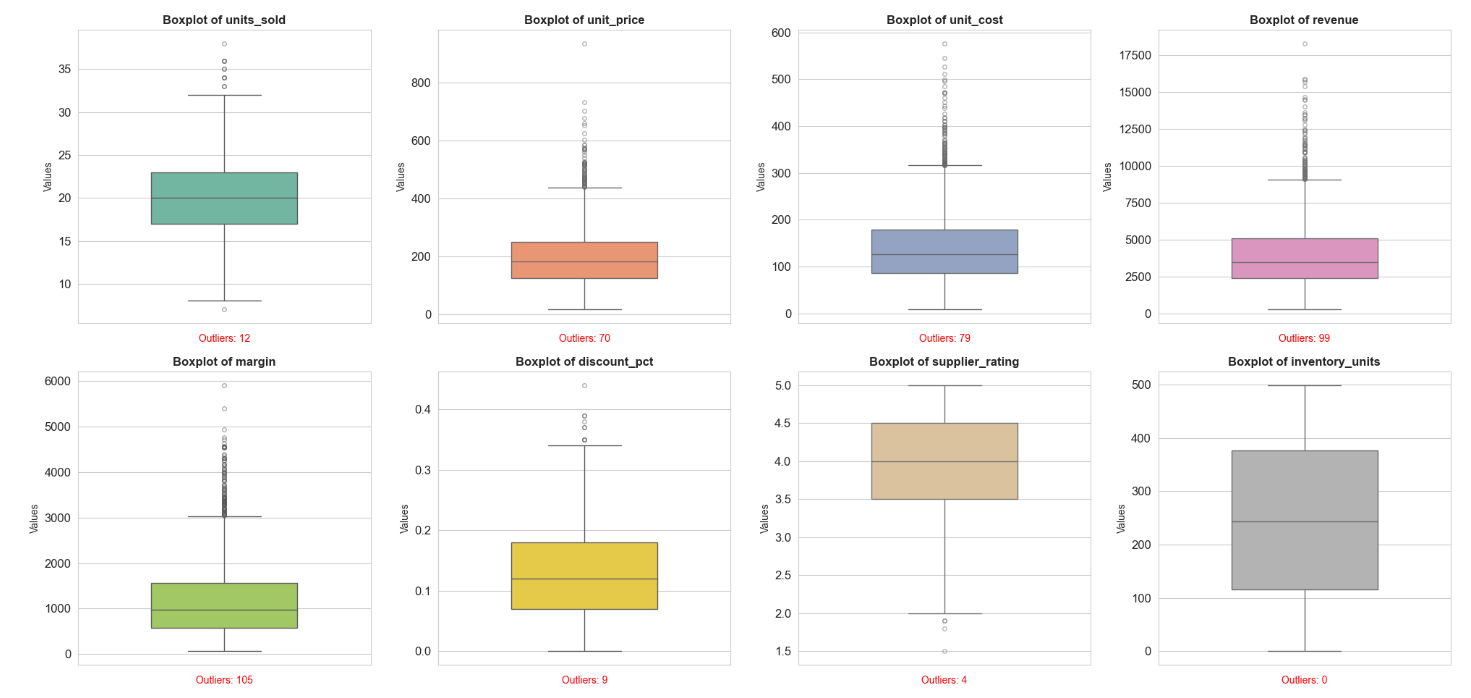 Boxplot of units_sold
Values
35
30
25
20
15
10
Outliers: 12
Boxplot of unit_price
Values
800
600
400
200
0
Outliers: 70
Boxplot of unit_cost
Values
600
500
400
300
200
100
0
Outliers: 79
Boxplot of revenue
Values
17500
15000
12500
10000
7500
5000
2500
0
Outliers: 99
Boxplot of margin
Values
6000
5000
4000
3000
2000
1000
0
Outliers: 105
Boxplot of discount_pct
Values
0.4
0.3
0.2
0.1
0.0
Outliers: 9
Boxplot of supplier_rating
Values
5.0
4.5
4.0
3.5
3.0
2.5
2.0
1.5
Outliers: 4
Boxplot of inventory_units
Values
500
400
300
200
100
0
Outliers: 0